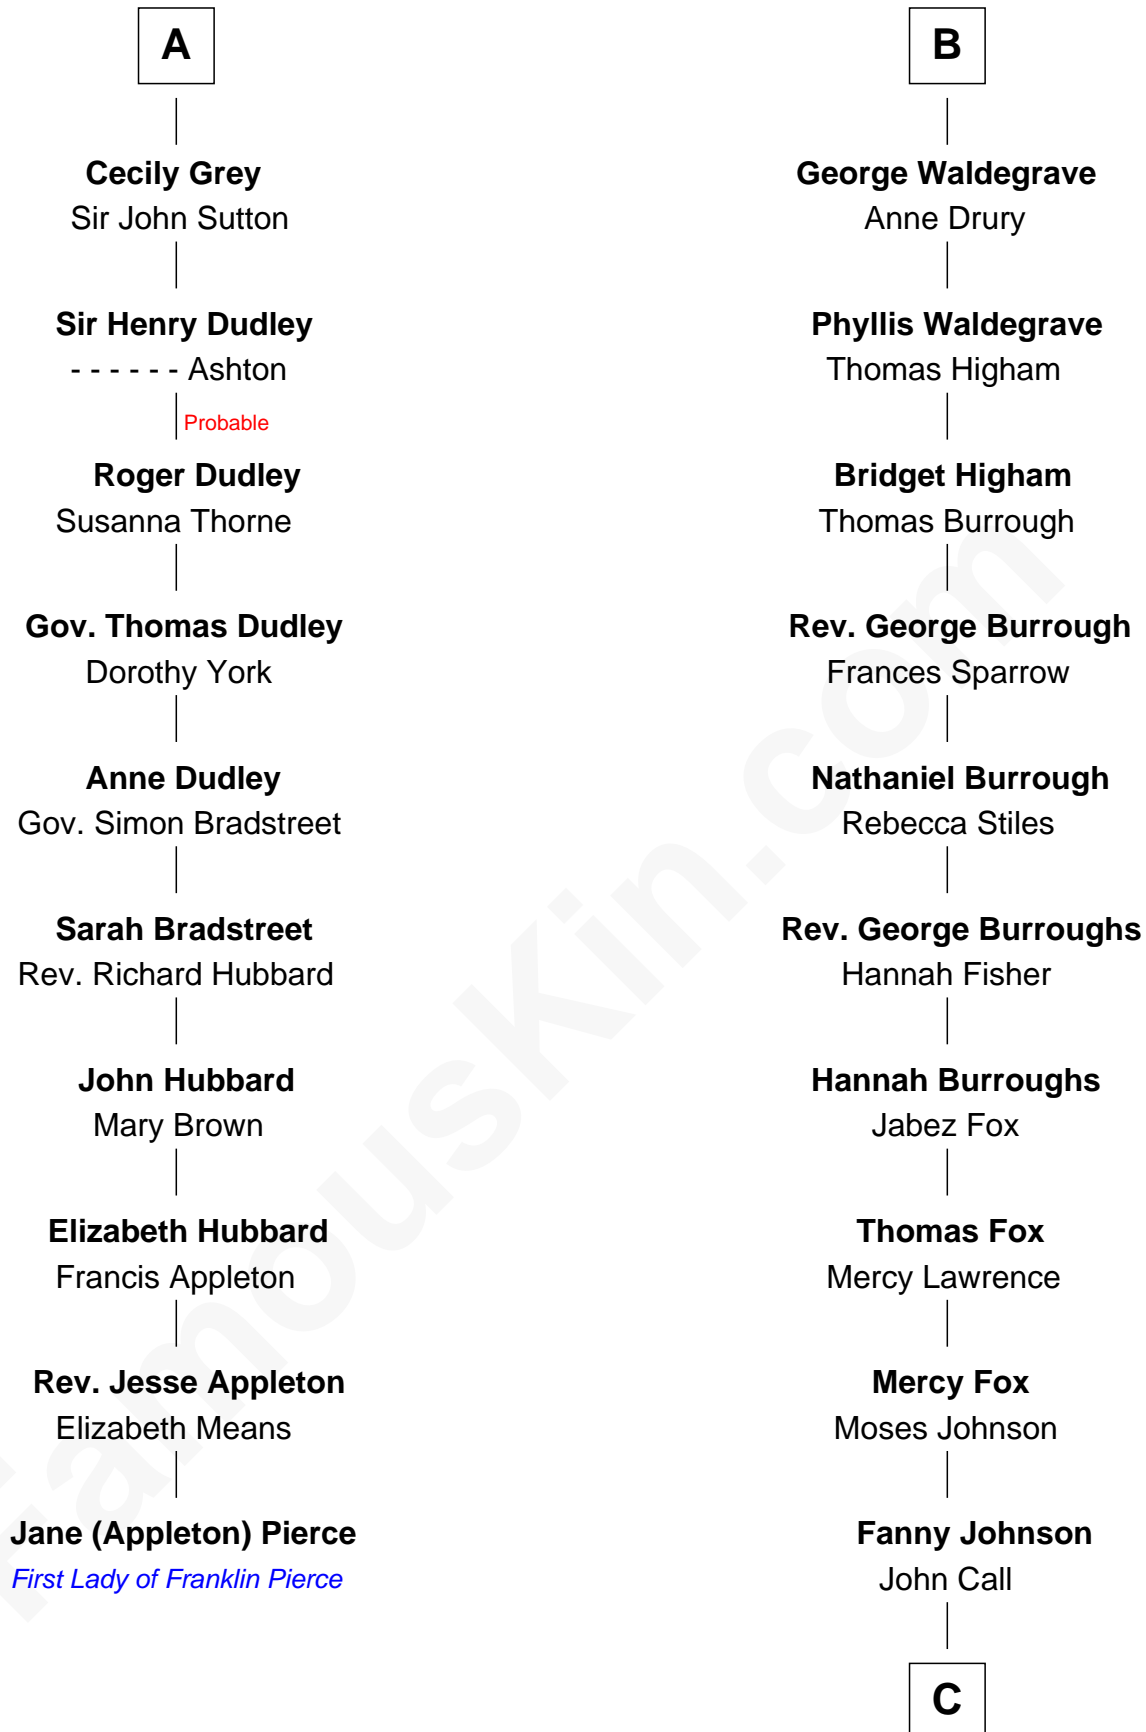 A
Cecily Grey
Sir John Sutton
Sir Henry Dudley
- - - - - - Ashton
Probable
Roger Dudley
Susanna Thorne
Gov. Thomas Dudley
Dorothy York
Anne Dudley
Gov. Simon Bradstreet
Sarah Bradstreet
Rev. Richard Hubbard
John Hubbard
Mary Brown
Elizabeth Hubbard
Francis Appleton
Rev. Jesse Appleton
Elizabeth Means
Jane (Appleton) Pierce
First Lady of Franklin Pierce
B
George Waldegrave
Anne Drury
Phyllis Waldegrave
Thomas Higham
Bridget Higham
Thomas Burrough
Rev. George Burrough
Frances Sparrow
Nathaniel Burrough
Rebecca Stiles
Rev. George Burroughs
Hannah Fisher
Hannah Burroughs
Jabez Fox
Thomas Fox
Mercy Lawrence
Mercy Fox
Moses Johnson
Fanny Johnson
John Call
C
FamousKin.com